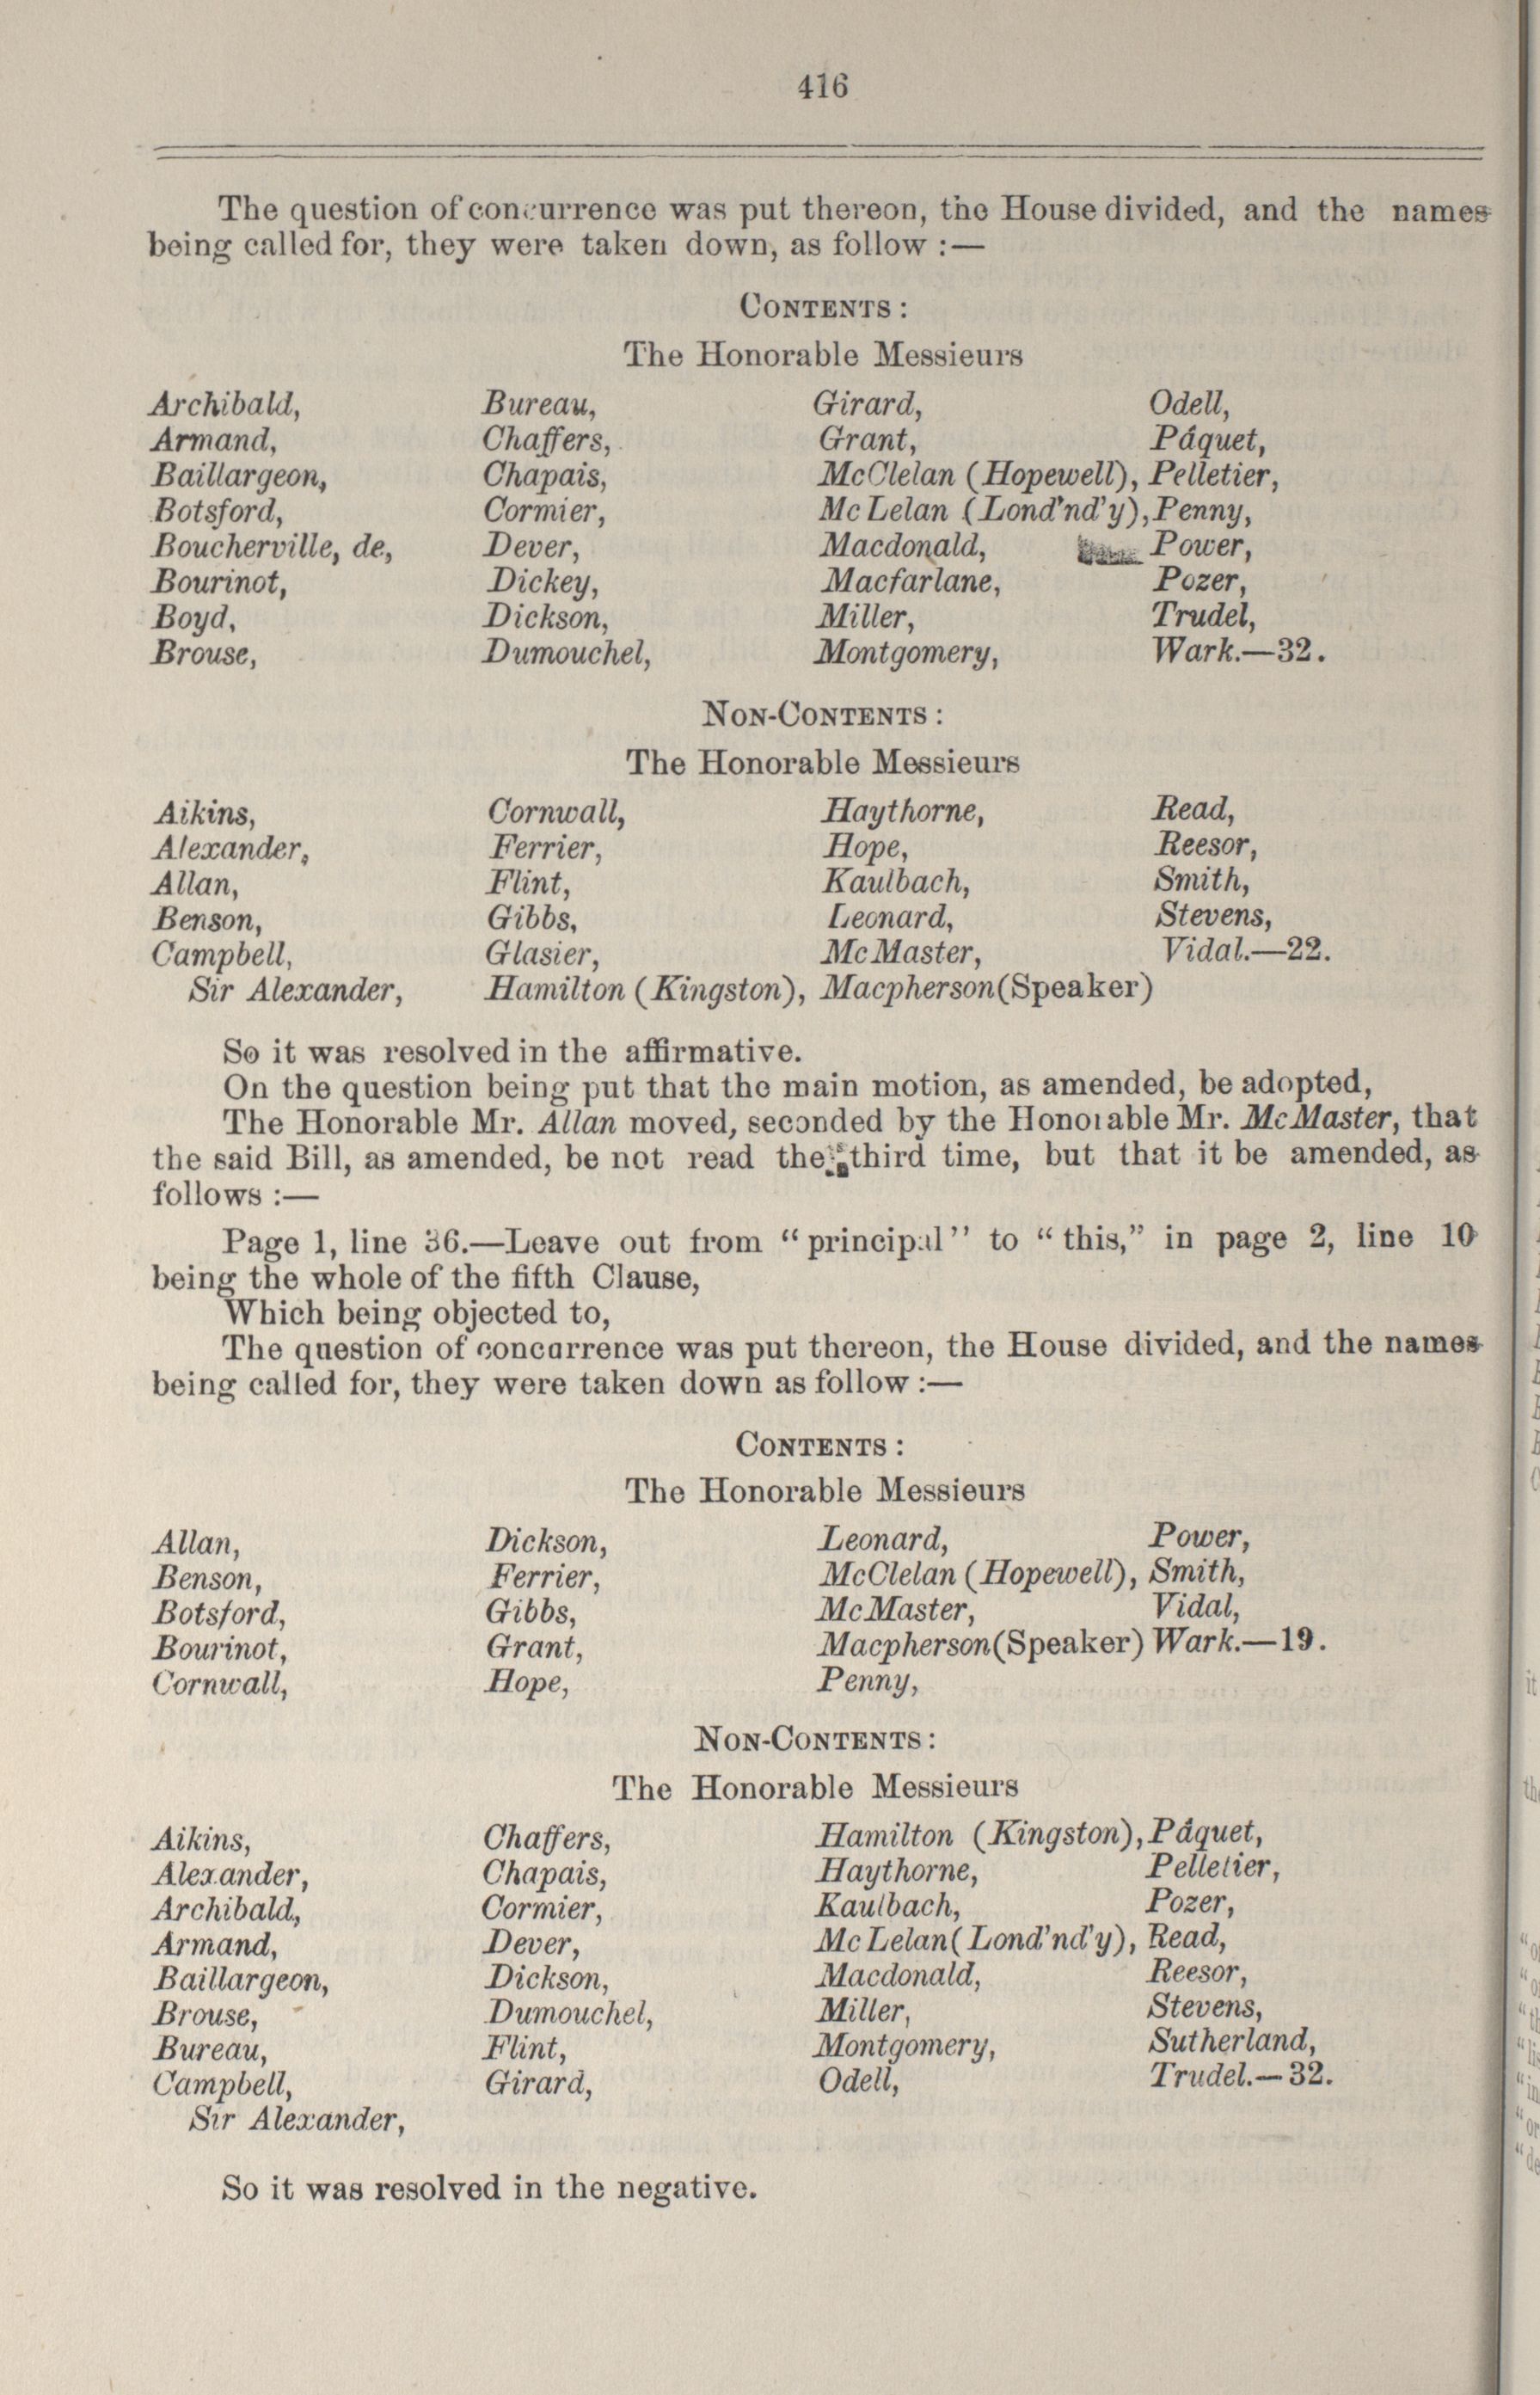 416
The question of concurrence was put thereon, the House divided, and the names
being called for, they were taken down, as follow :—
CONTENTS :
The Honorable Messieurs
Archibald, Bureau, Girard, Odell,
Armand, Chaffers, Grant, Páquet,
Baillargeon, Chapais, McClelan (Hopewell), Pelletier,
Botsford, Cormier, McLelan (Lond'nd'y), Penny,
Boucherville, de, Dever, Macdonald, Power,
Bourinot, Dickey, Macfarlane, Pozer,
Boyd, Dickson, Miller, Trudel,
Brouse, Dumouchel, Montgomery, Wark.—32.
NON-CONTENTS :
The Honorable Messieurs
Aikins, Cornwall, Haythorne, Read,
Alexander, Ferrier, Hope, Reesor,
Allan, Flint, Kaulbach, Smith,
Benson, Gibbs, Leonard, Stevens,
Campbell, Glasier, McMaster, Vidal.—22.
Sir Alexander, Hamilton (Kingston), Macpherson(Speaker)
So it was resolved in the affirmative.
On the question being put that the main motion, as amended, be adopted,
The Honorable Mr. Allan moved, seconded by the Honorable Mr. McMaster, that
the said Bill, as amended, be not read the third time, but that it be amended, as
follows :—
Page 1, line 36.—Leave out from "principal" to "this," in page 2, line 10
being the whole of the fifth Clause,
Which being objected to,
The question of concurrence was put thereon, the House divided, and the names
being called for, they were taken down as follow :—
CONTENTS :
The Honorable Messieurs
Allan, Dickson, Leonard, Power,
Benson, Ferrier, McClelan (Hopewell), Smith,
Botsford, Gibbs, McMaster, Vidal,
Bourinot, Grant, Macpherson(Speaker) Wark.—19.
Cornwall, Hope, Penny,
NON-CONTENTS :
The Honorable Messieurs
Aikins, Chaffers, Hamilton (Kingston), Páquet,
Alexander, Chapais, Haythorne, Pelletier,
Archibald, Cormier, Kaulbach, Pozer,
Armand, Dever, McLelan(Lond'nd'y), Read,
Baillargeon, Dickson, Macdonald, Reesor,
Brouse, Dumouchel, Miller, Stevens,
Bureau, Flint, Montgomery, Sutherland,
Campbell, Girard, Odell, Trudel.—32.
Sir Alexander,
So it was resolved in the negative.